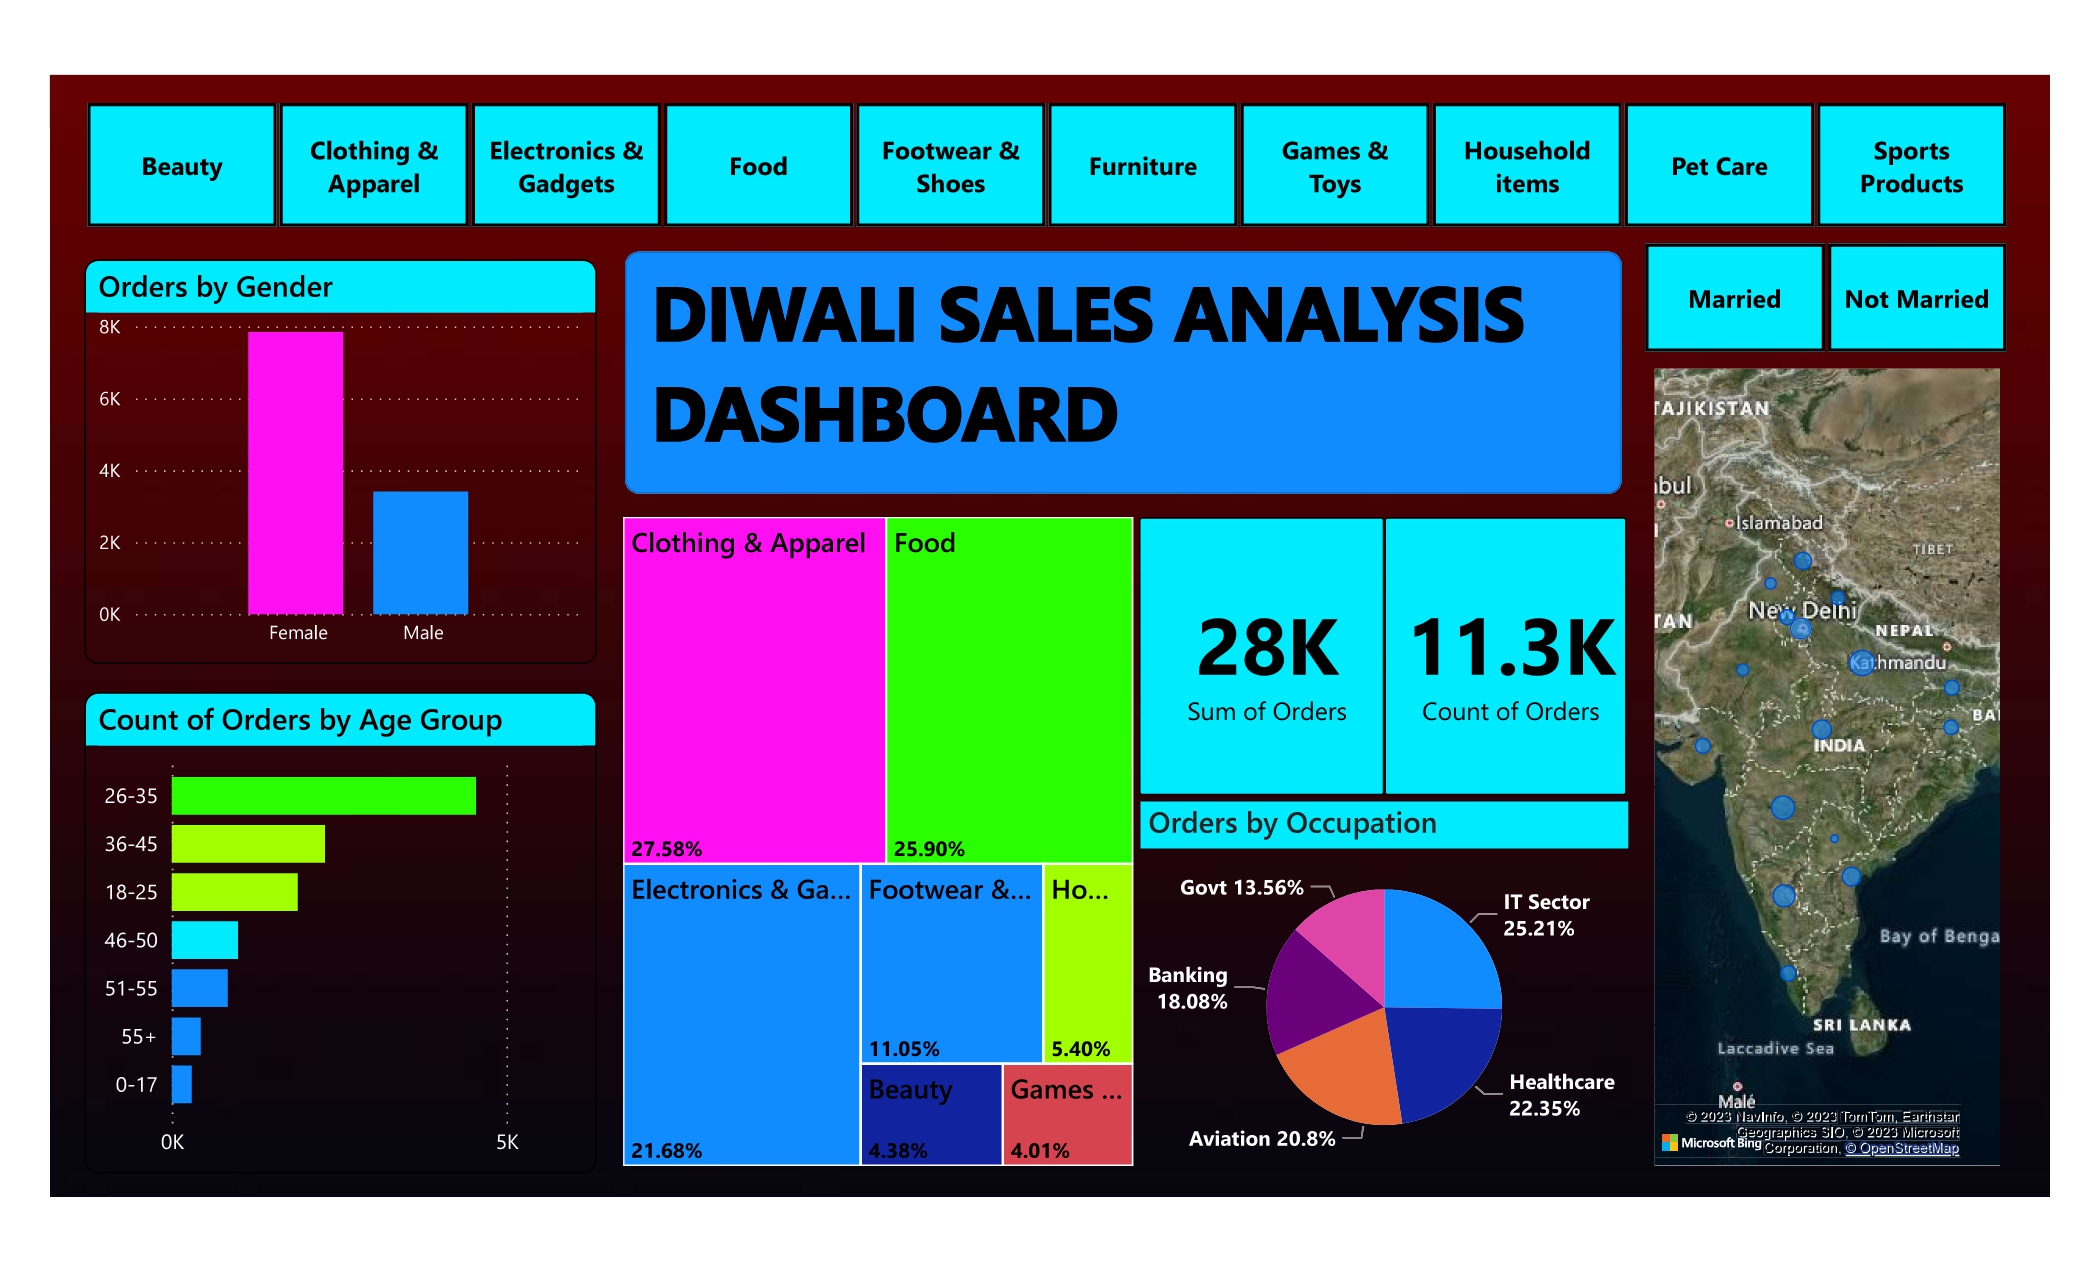 Beauty
Clothing &
Apparel
Electronics &
Gadgets
Food
Footwear &
Shoes
Furniture
Games &
Toys
Household
items
Pet Care
Sports
Products
Orders by Gender
8K
6K
4K
2K
0K
Female
Male
DIWALI SALES ANALYSIS
DASHBOARD
Married
Not Married
Count of Orders by Age Group
26-35
36-45
18-25
46-50
51-55
55+
0-17
0K
5K
Clothing & Apparel
27.58%
Food
25.90%
Electronics & Ga...
21.68%
Footwear &...
11.05%
Ho...
5.40%
Beauty
4.38%
Games ...
4.01%
28K
Sum of Orders
11.3K
Count of Orders
Orders by Occupation
Govt 13.56%
IT Sector
25.21%
Banking
18.08%
Healthcare
22.35%
Aviation 20.8%
TAJIKISTAN
bul
Islamabad
TIBET
New Delhi
TAN
NEPAL
Kathmandu
BA
INDIA
Bay of Benga
SRI LANKA
Laccadive Sea
Malé
© 2023 NavInfo, © 2023 TomTom, Earthstar
Geographics SIO, © 2023 Microsoft
Microsoft Bing
Corporation, © OpenStreetMap